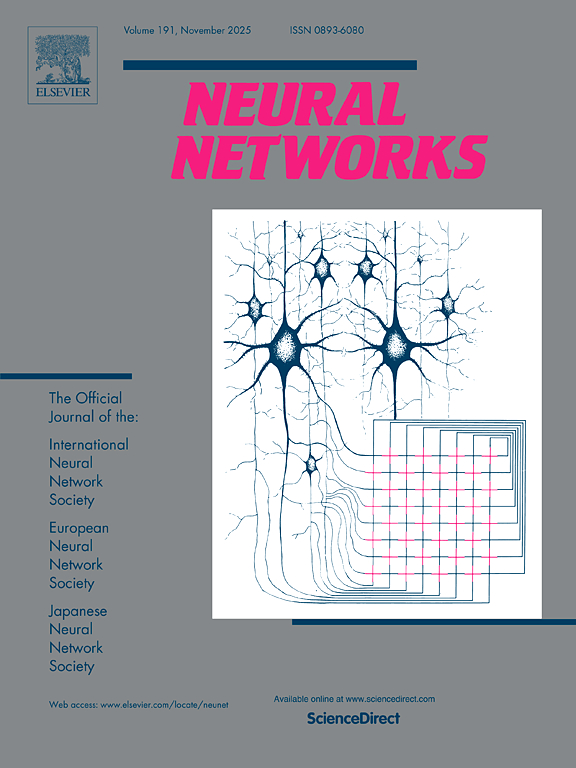 Volume 191, November 2025 ISSN 0893-6080
ELSEVIER
NEURAL
NETWORKS
The Official
Journal of the:
International
Neural
Network
Society
European
Neural
Network
Society
Japanese
Neural
Network
Society
Web access: www.elsevier.com/locate/neunet
Available online at www.sciencedirect.com
ScienceDirect